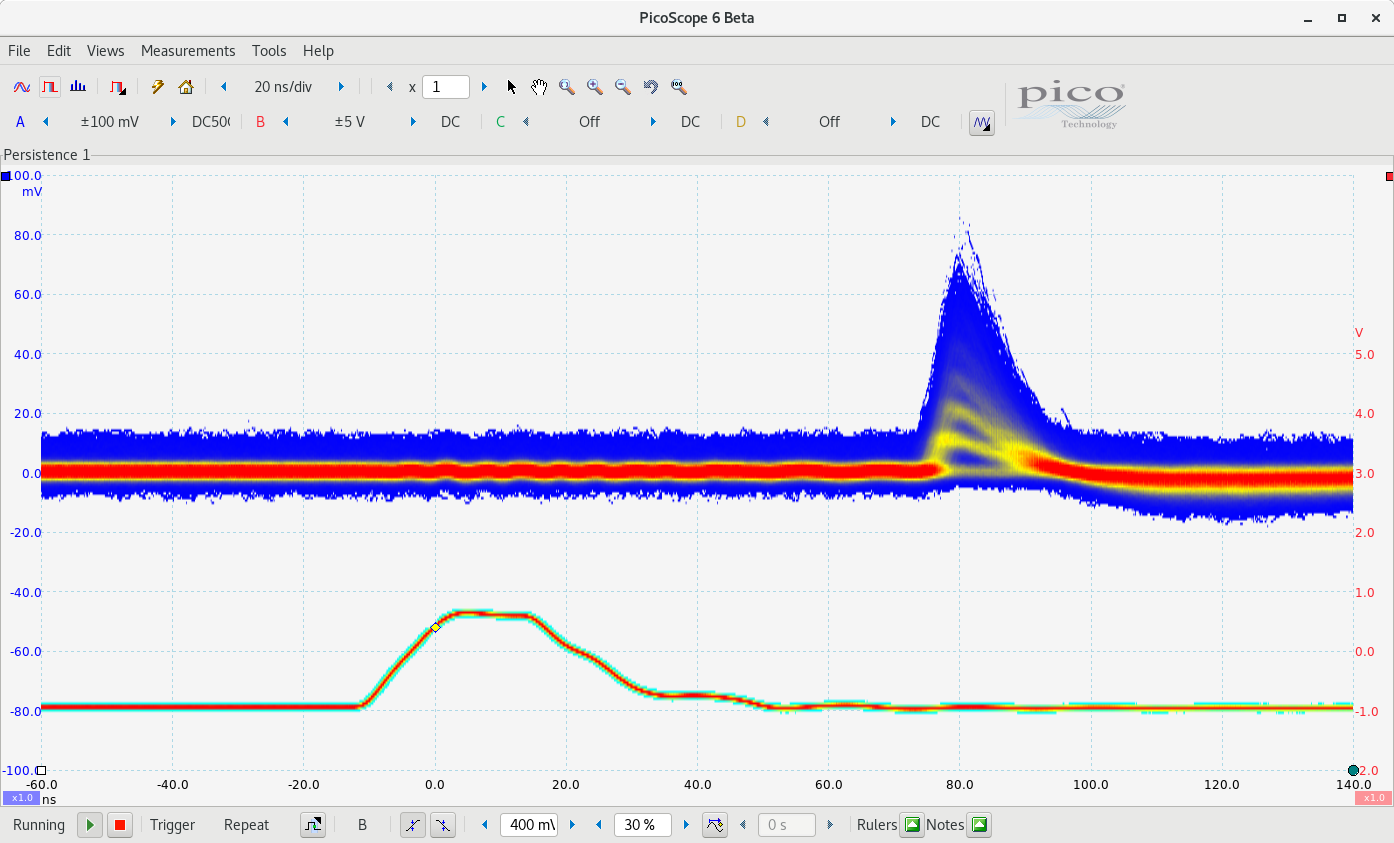 PicoScope 6 Beta
File Edit Views Measurements Tools Help
20 ns/div x 1
A ±100 mV DC50 B ±5 V DC C Off DC D Off DC
pico
Technology
Persistence 1
100.0
mV
80.0
60.0
V
40.0 5.0
20.0 4.0
0.0 3.0
-20.0 2.0
-40.0 1.0
-60.0 0.0
-80.0 -1.0
-100.0 -2.0
-60.0 -40.0 -20.0 0.0 20.0 40.0 60.0 80.0 100.0 120.0 140.0
x1.0 ns x1.0
Running Trigger Repeat B 400 mV 30 % 0 s Rulers Notes